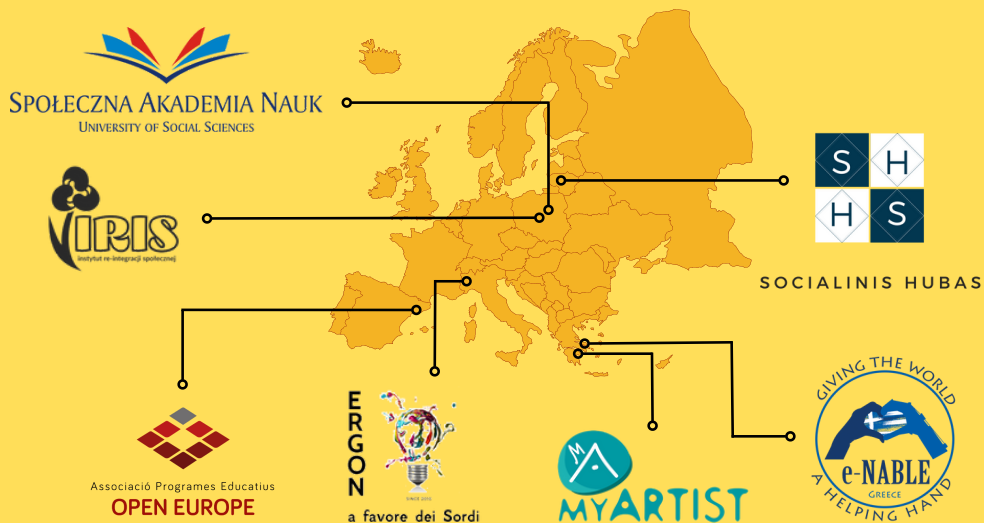 SPOŁECZNA AKADEMIA NAUK
UNIVERSITY OF SOCIAL SCIENCES
IRIS
instytut re-integracji społecznej
S H
H S
SOCIALINIS HUBAS
Associació Programes Educatius
OPEN EUROPE
ERGON
SINCE 2012
a favore dei Sordi
MA
MYARTIST
GIVING THE WORLD
e-NABLE
GREECE
A HELPING HAND